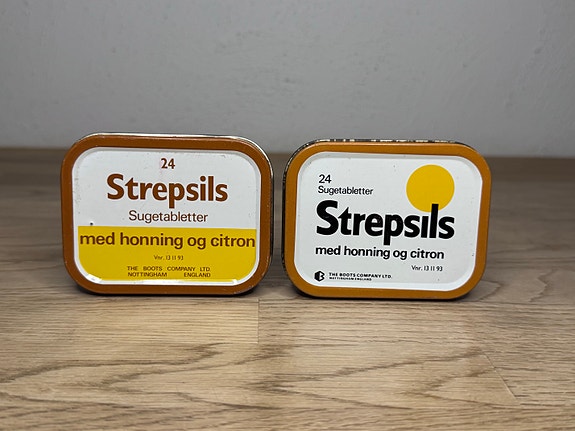 24
Strepsils
Sugetabletter
med honning og citron
Vnr. 13 11 93
THE BOOTS COMPANY LTD.
NOTTINGHAM ENGLAND
24
Sugetabletter
Strepsils
med honning og citron
Vnr. 13 11 93
THE BOOTS COMPANY LTD.
NOTTINGHAM ENGLAND